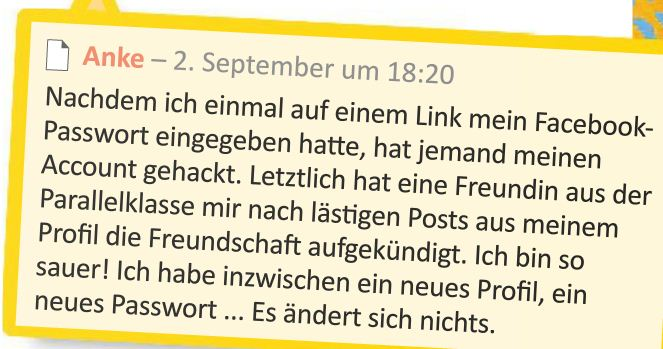 Anke – 2. September um 18:20
Nachdem ich einmal auf einem Link mein Facebook-
Passwort eingegeben hatte, hat jemand meinen
Account gehackt. Letztlich hat eine Freundin aus der
Parallelklasse mir nach lästigen Posts aus meinem
Profil die Freundschaft aufgekündigt. Ich bin so
sauer! Ich habe inzwischen ein neues Profil, ein
neues Passwort ... Es ändert sich nichts.